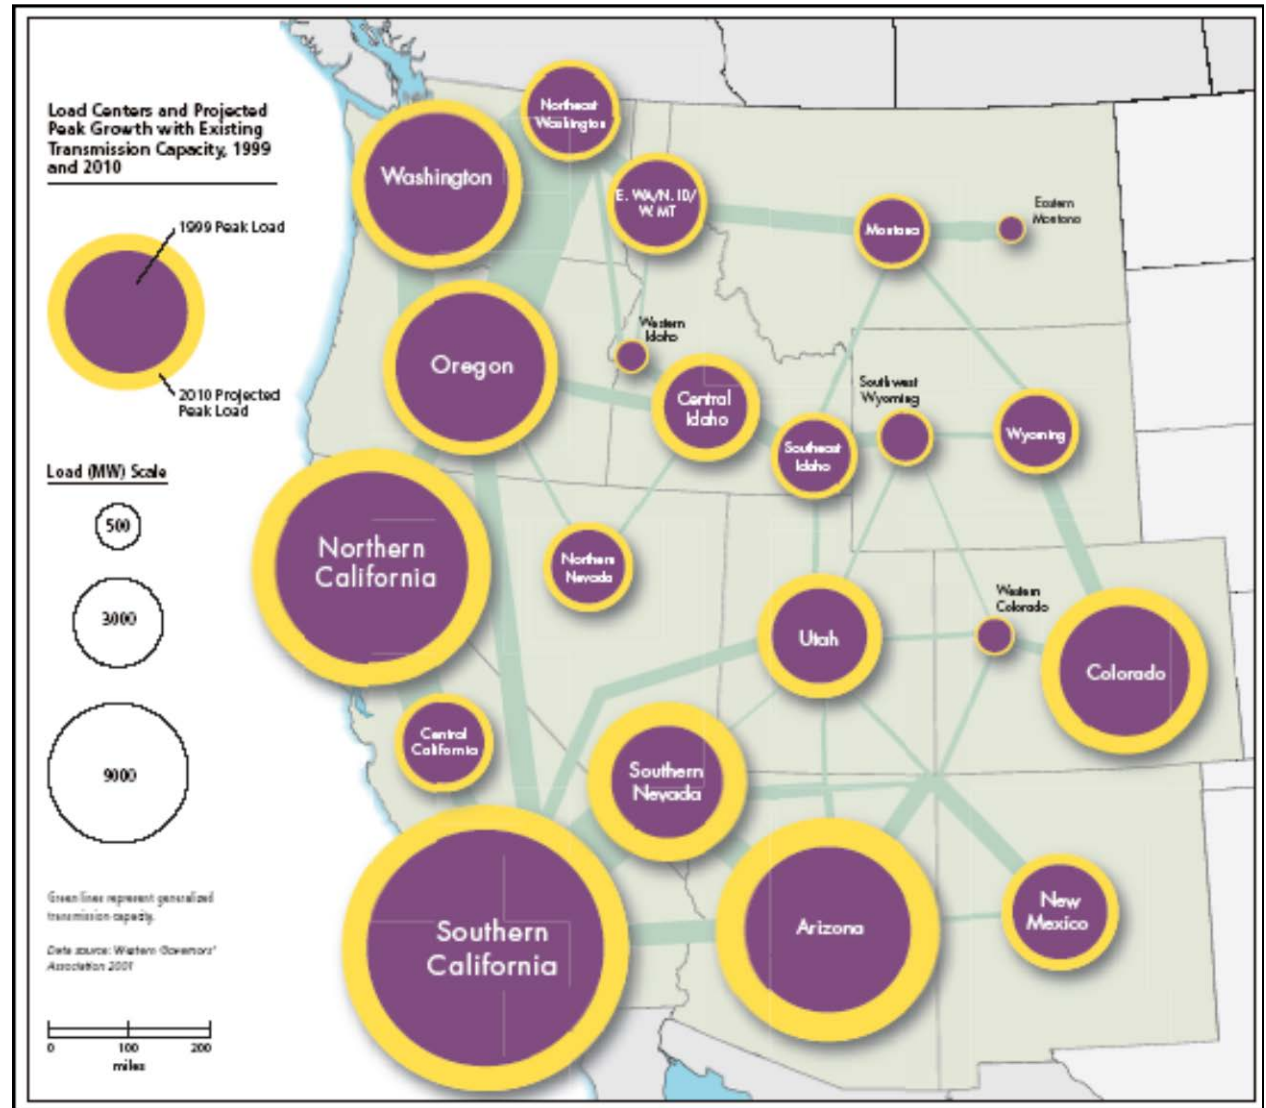 Load Centers and Projected
Peak Growth with Existing
Transmission Capacity, 1999
and 2010
1999 Peak Load
2010 Projected
Peak Load
Load (MW) Scale
500
3000
9000
Green lines represent generalized
transmission capacity.
Data source: Western Governors'
Association 2001
0 100 200
miles
Northeast
Washington
Washington
E. WA/N. ID/
W. MT
Montana
Eastern
Montana
Western
Idaho
Oregon
Central
Idaho
Southeast
Idaho
Southwest
Wyoming
Wyoming
Northern
California
Northern
Nevada
Utah
Western
Colorado
Colorado
Central
California
Southern
Nevada
Southern
California
Arizona
New
Mexico